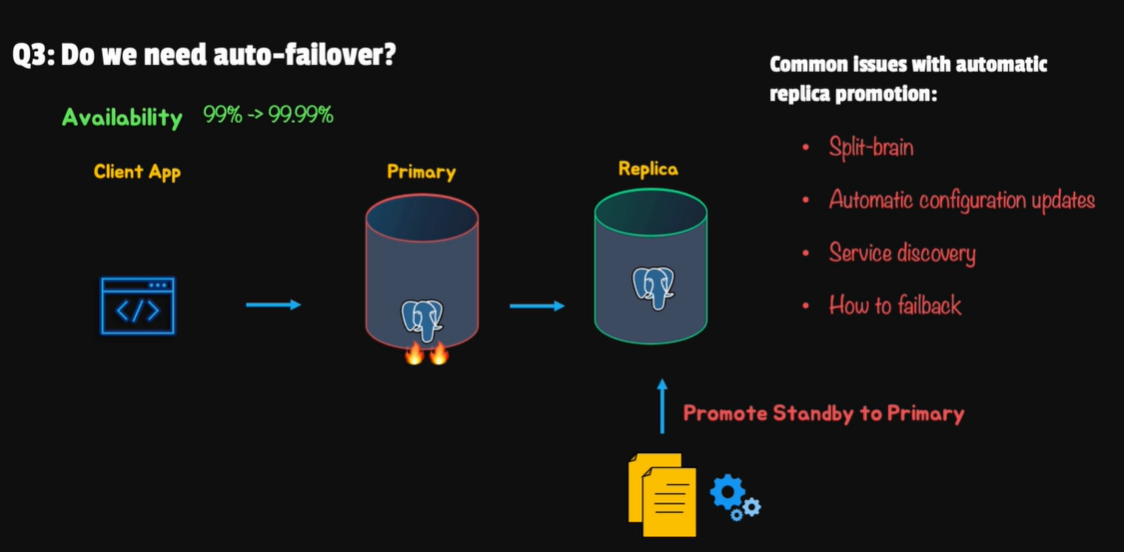 Q3: Do we need auto-failover?
Availability 99% -> 99.99%
Client App
Primary
Replica
</>
Promote Standby to Primary
Common issues with automatic
replica promotion:
• Split-brain
• Automatic configuration updates
• Service discovery
• How to failback